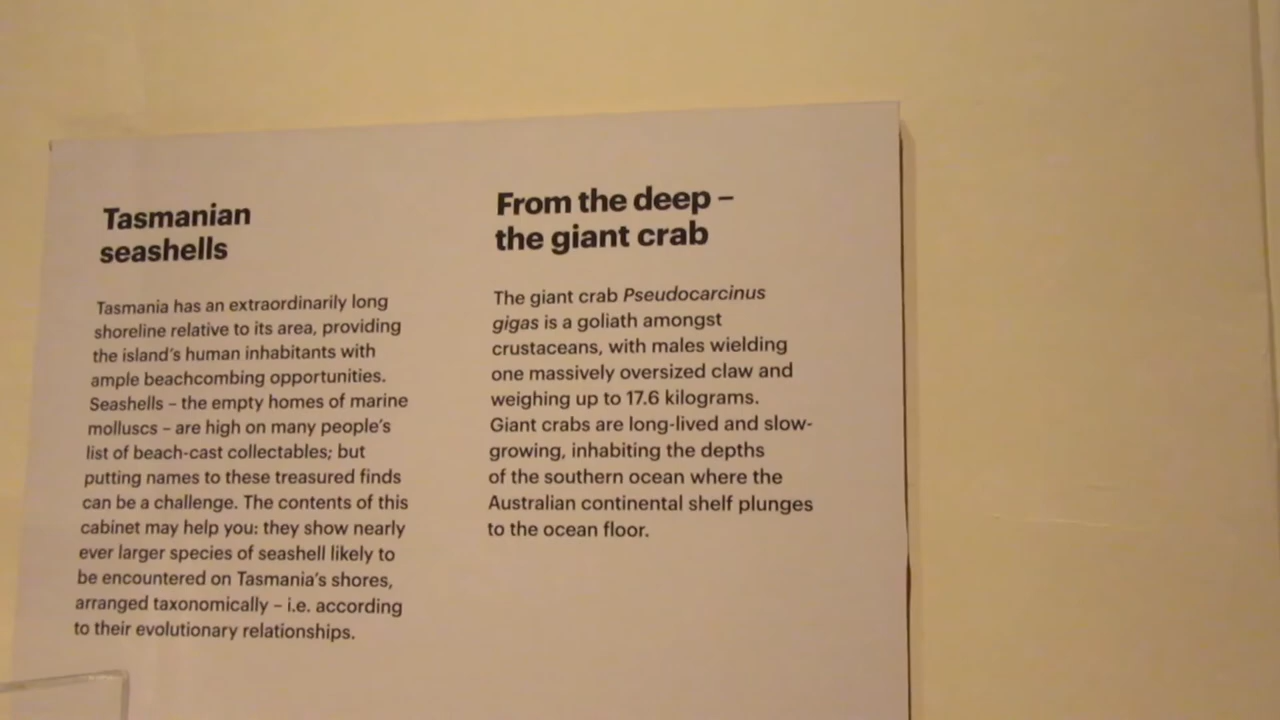 Tasmanian
seashells
Tasmania has an extraordinarily long
shoreline relative to its area, providing
the island's human inhabitants with
ample beachcombing opportunities.
Seashells – the empty homes of marine
molluscs – are high on many people's
list of beach-cast collectables; but
putting names to these treasured finds
can be a challenge. The contents of this
cabinet may help you: they show nearly
ever larger species of seashell likely to
be encountered on Tasmania's shores,
arranged taxonomically – i.e. according
to their evolutionary relationships.
From the deep –
the giant crab
The giant crab Pseudocarcinus
gigas is a goliath amongst
crustaceans, with males wielding
one massively oversized claw and
weighing up to 17.6 kilograms.
Giant crabs are long-lived and slow-
growing, inhabiting the depths
of the southern ocean where the
Australian continental shelf plunges
to the ocean floor.